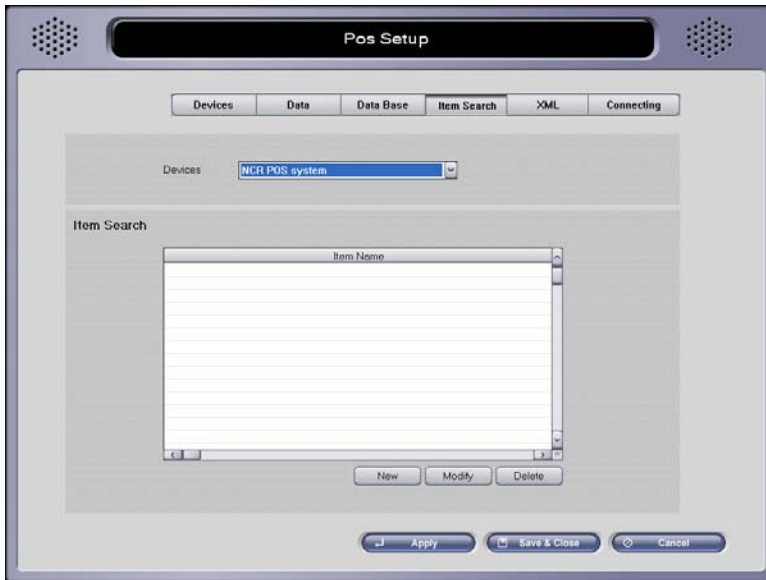 Pos Setup
Devices Data Data Base Item Search XML Connecting
Devices NCR POS system
Item Search
Item Name
New Modify Delete
Apply Save & Close Cancel